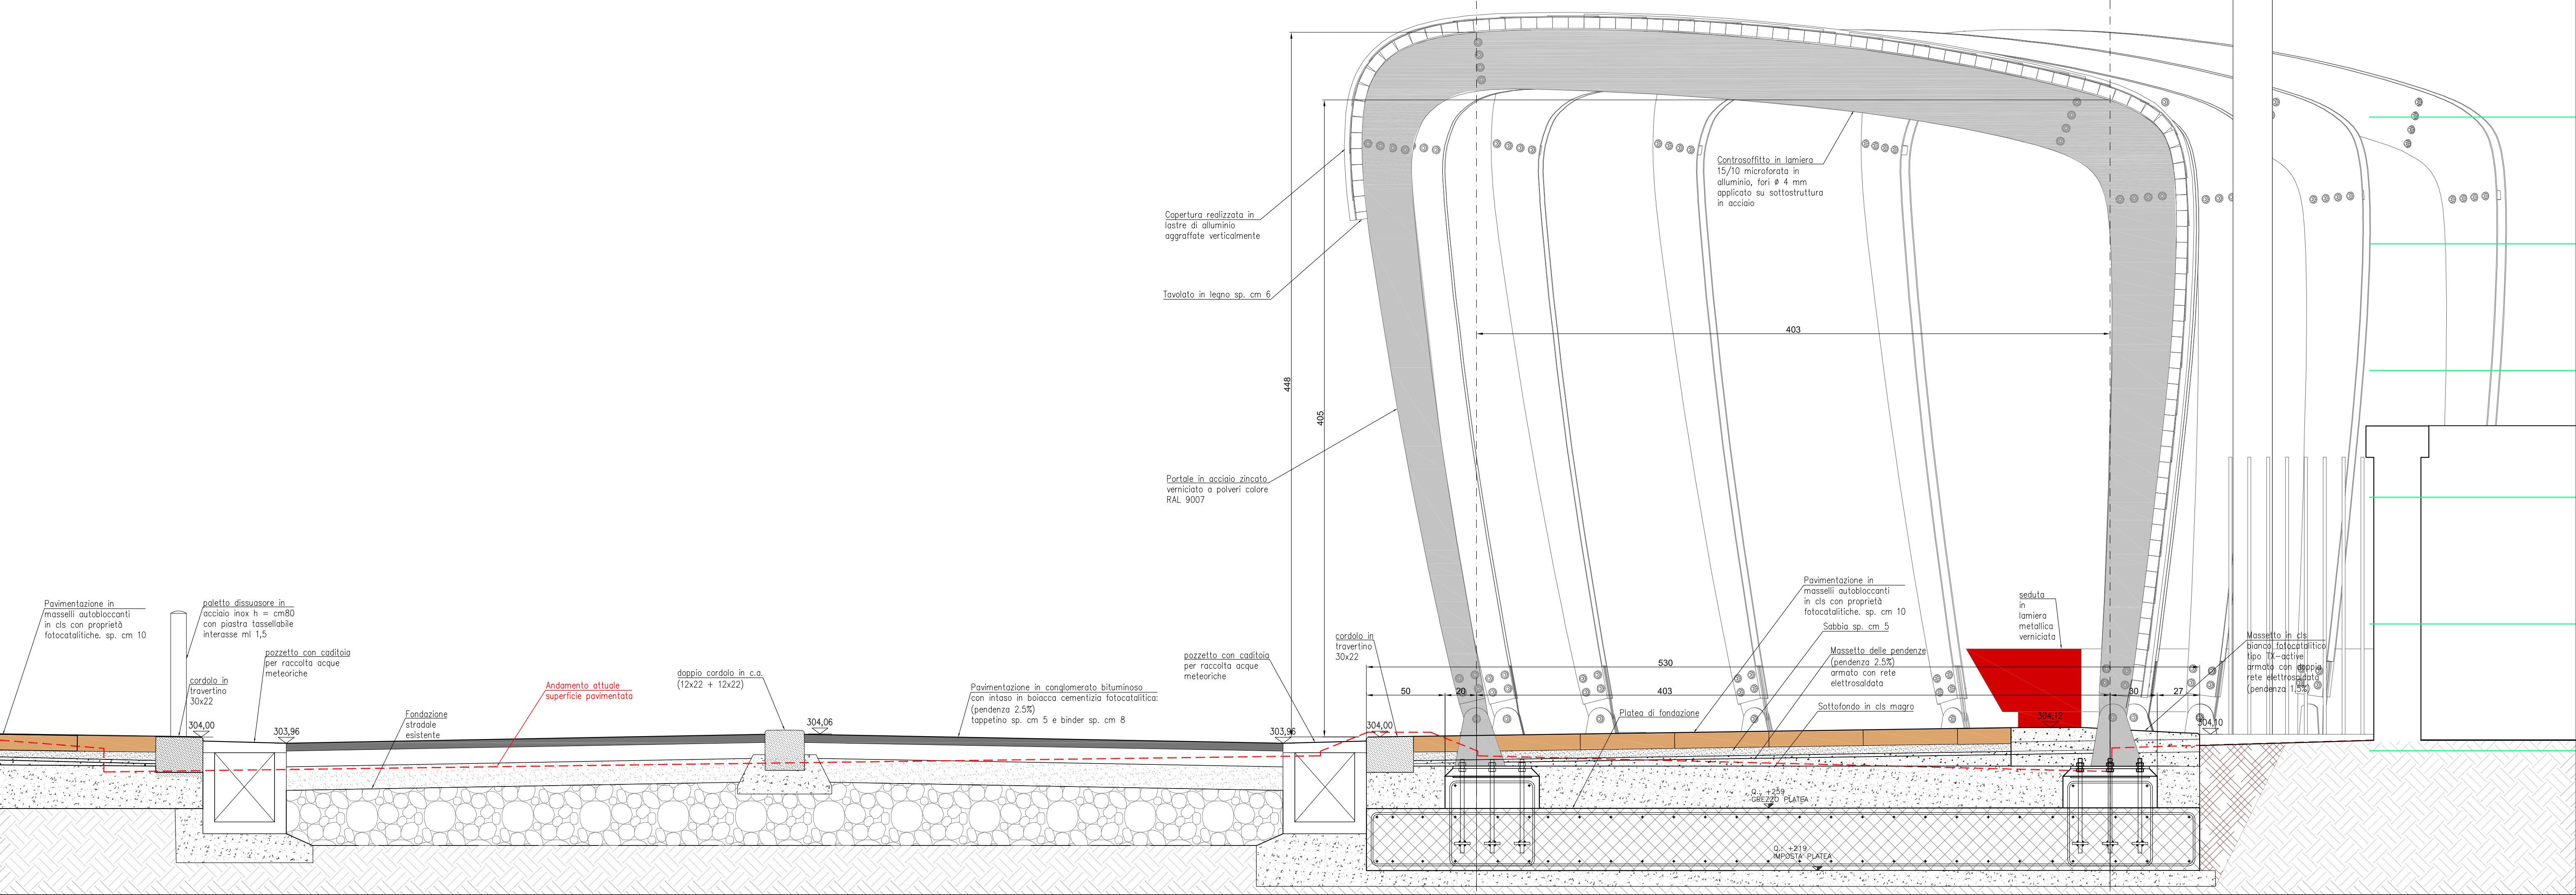 Controsoffitto in lamiera
15/10 microforata in
alluminio, fori ø 4 mm
applicato su sottostruttura
in acciaio
Copertura realizzata in
lastre di alluminio
aggraffate verticalmente
Tavolato in legno sp. cm 6
403
448
405
Portale in acciaio zincato
verniciato a polveri colore
RAL 9007
Pavimentazione in
masselli autobloccanti
in cls con proprietà
fotocatalitiche. sp. cm 10
paletto dissuasore in
acciaio inox h = cm80
con piastra tassellabile
interasse ml 1,5
pozzetto con caditoia
per raccolta acque
meteoriche
cordolo in
travertino
30x22
304,00
303,96
Fondazione
stradale
esistente
Andamento attuale
superficie pavimentata
doppio cordolo in c.a.
(12x22 + 12x22)
304,06
Pavimentazione in conglomerato bituminoso
con intaso in boiacca cementizia fotocatalitica:
(pendenza 2.5%)
tappetino sp. cm 5 e binder sp. cm 8
pozzetto con caditoia
per raccolta acque
meteoriche
303,96
cordolo in
travertino
30x22
304,00
530
50
20
403
30
27
Pavimentazione in
masselli autobloccanti
in cls con proprietà
fotocatalitiche. sp. cm 10
Sabbia sp. cm 5
Massetto delle pendenze
(pendenza 2.5%)
armato con rete
elettrosaldata
Sottofondo in cls magro
Platea di fondazione
seduta
in
lamiera
metallica
verniciata
304,12
Massetto in cls
bianco fotocatalitico
tipo TX-active
armato con doppia
rete elettrosaldata
(pendenza 1,5%)
304,10
Q.: +259
GREZZO PLATEA
Q.: +219
IMPOSTA PLATEA